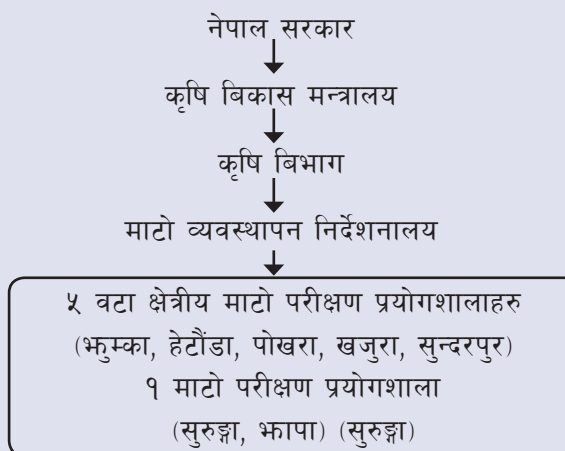 नेपाल सरकार
कृषि बिकास मन्त्रालय
कृषि बिभाग
माटो व्यवस्थापन निर्देशनालय
५ वटा क्षेत्रीय माटो परीक्षण प्रयोगशालाहरु
(झुम्का, हेटौंडा, पोखरा, खजुरा, सुन्दरपुर)
१ माटो परीक्षण प्रयोगशाला
(सुरुङ्गा, झापा) (सुरुङ्गा)